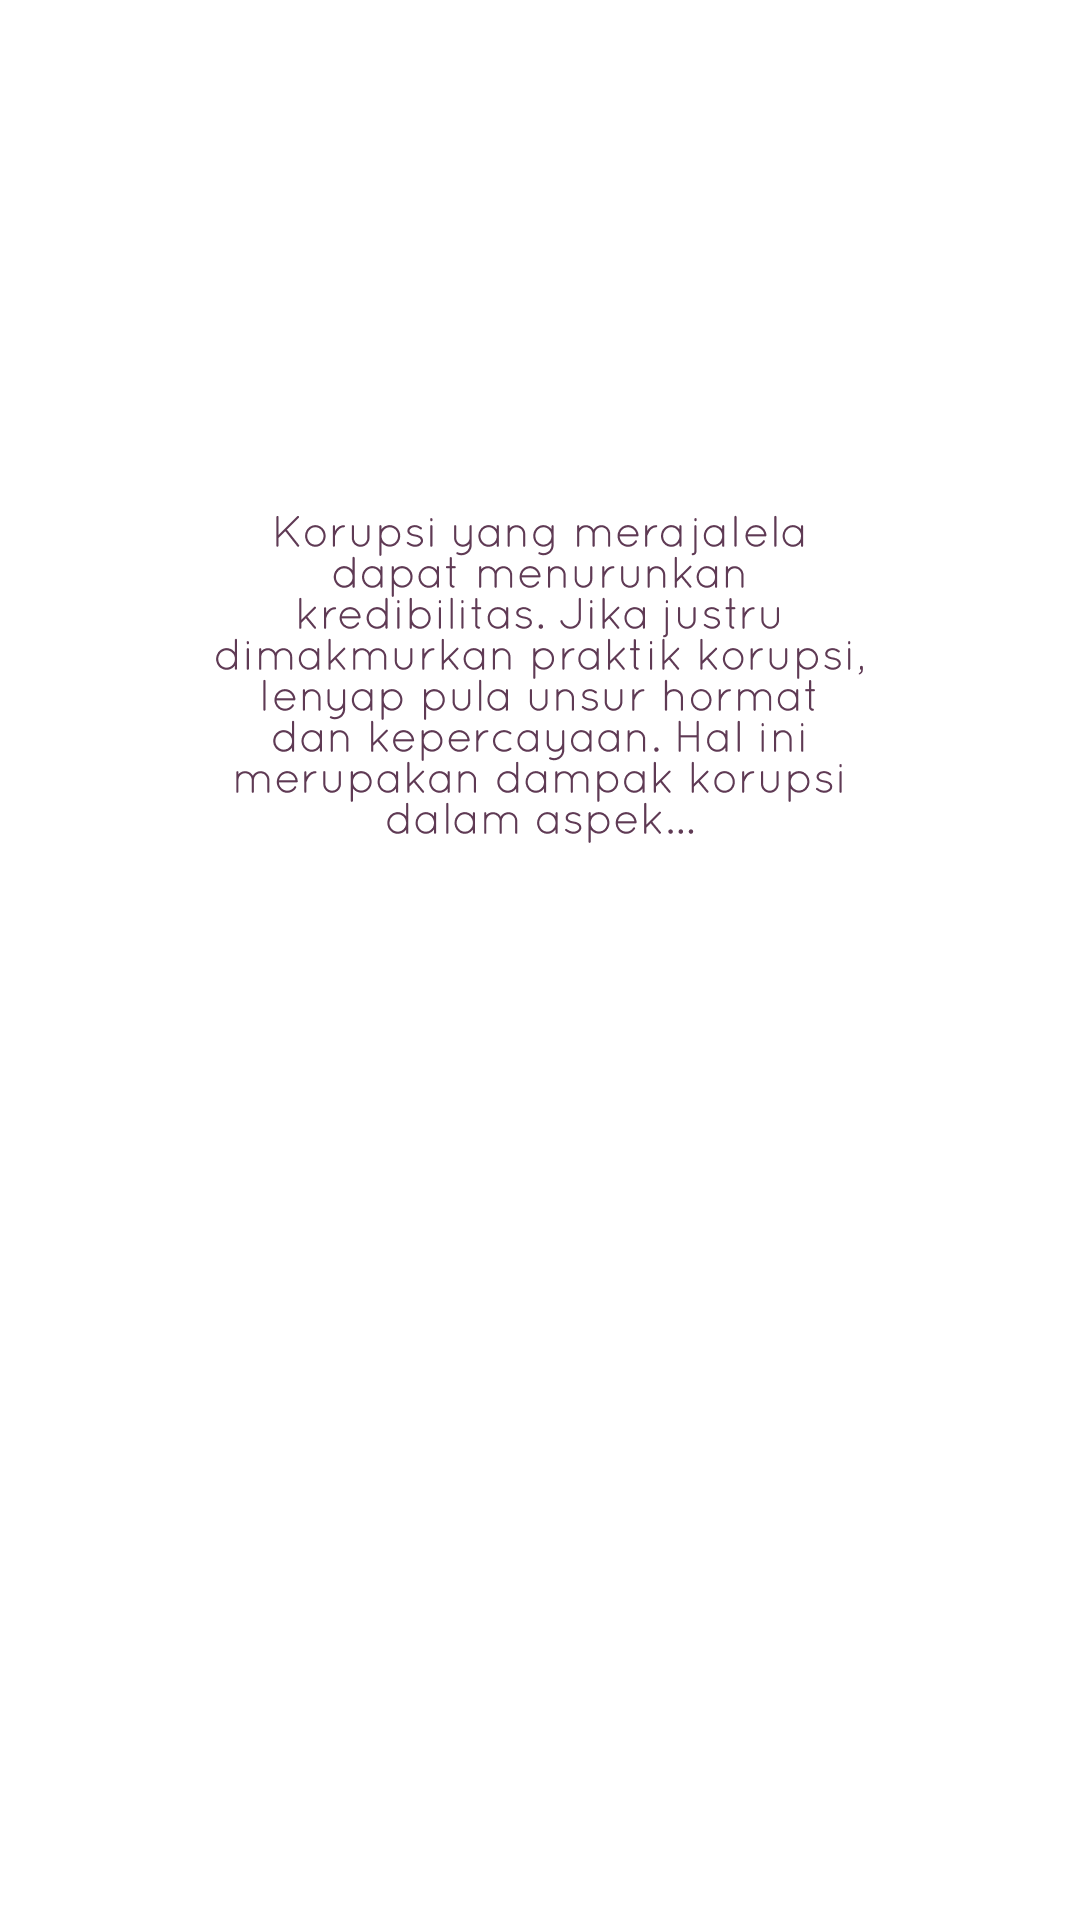 Korupsi yang merajalela
dapat menurunkan
kredibilitas. Jika justru
dimakmurkan praktik korupsi,
lenyap pula unsur hormat
dan kepercayaan. Hal ini
merupakan dampak korupsi
dalam aspek...